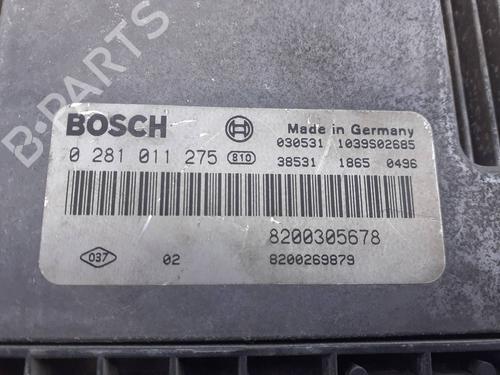 B-PARTS
BOSCH
Made in Germany
030531 1039S02685
0 281 011 275 810
38531 1865 0496
8200305678
037 02 8200269879